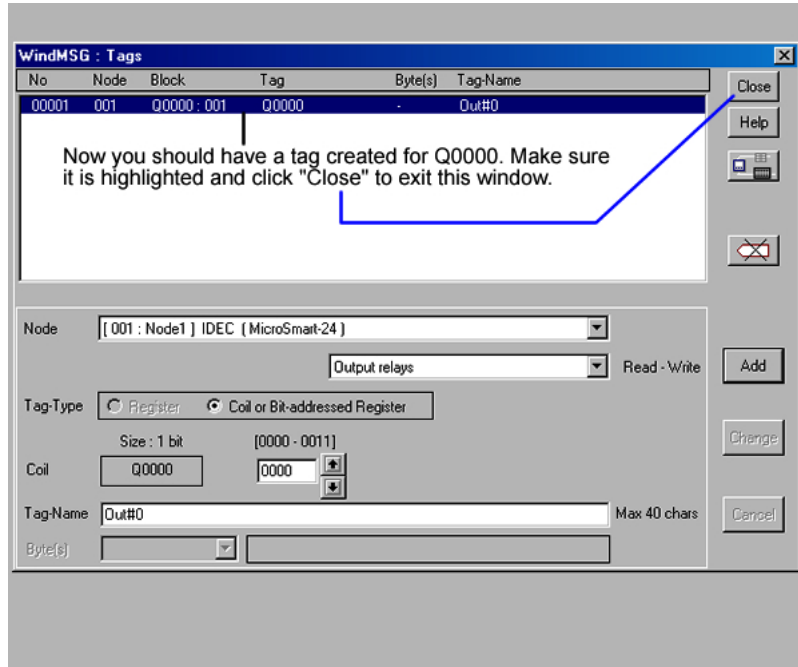 WindMSG : Tags
No Node Block Tag Byte(s) Tag-Name
00001 001 Q0000 : 001 Q0000 - Out#0
Close
Help
Now you should have a tag created for Q0000. Make sure
it is highlighted and click "Close" to exit this window.
Node [ 001 : Node1 ] IDEC ( MicroSmart-24 )
Output relays Read - Write
Add
Tag-Type Register Coil or Bit-addressed Register
Size : 1 bit [0000 - 0011]
Change
Coil Q0000 0000
Tag-Name Out#0 Max 40 chars
Cancel
Byte(s)